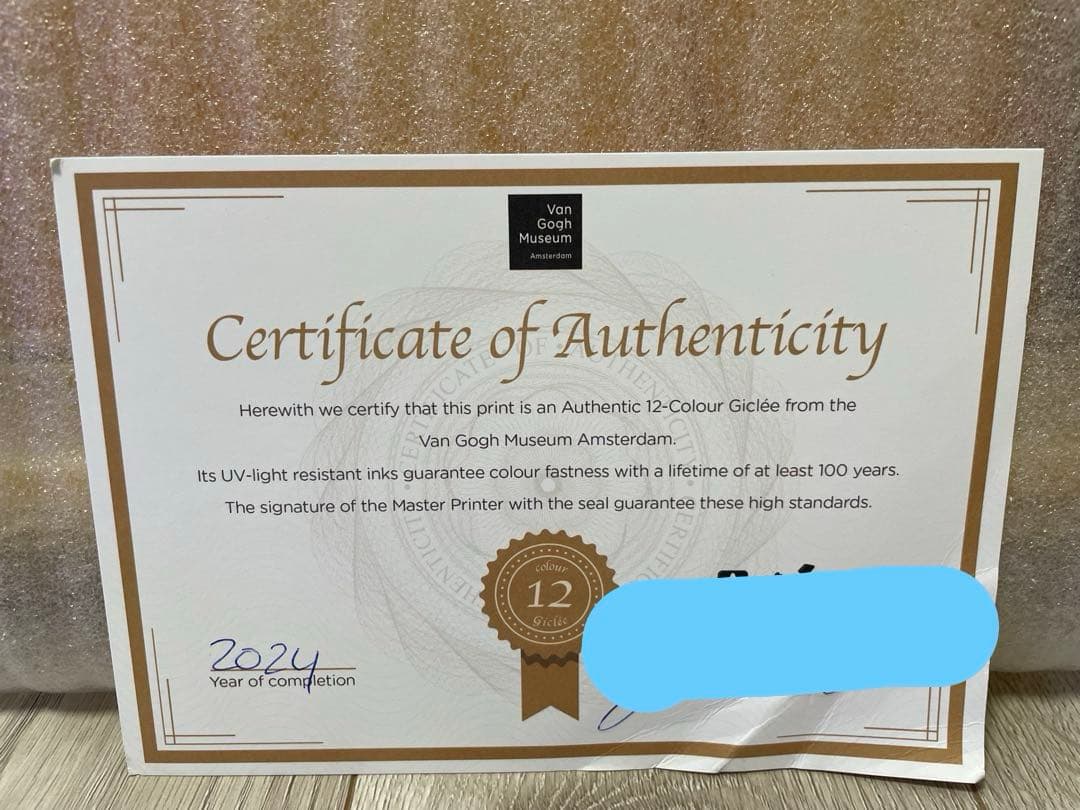 Van
Gogh
Museum
Amsterdam
Certificate of Authenticity
Herewith we certify that this print is an Authentic 12-Colour Giclée from the
Van Gogh Museum Amsterdam.
Its UV-light resistant inks guarantee colour fastness with a lifetime of at least 100 years.
The signature of the Master Printer with the seal guarantee these high standards.
colour
12
Giclée
2024
Year of completion